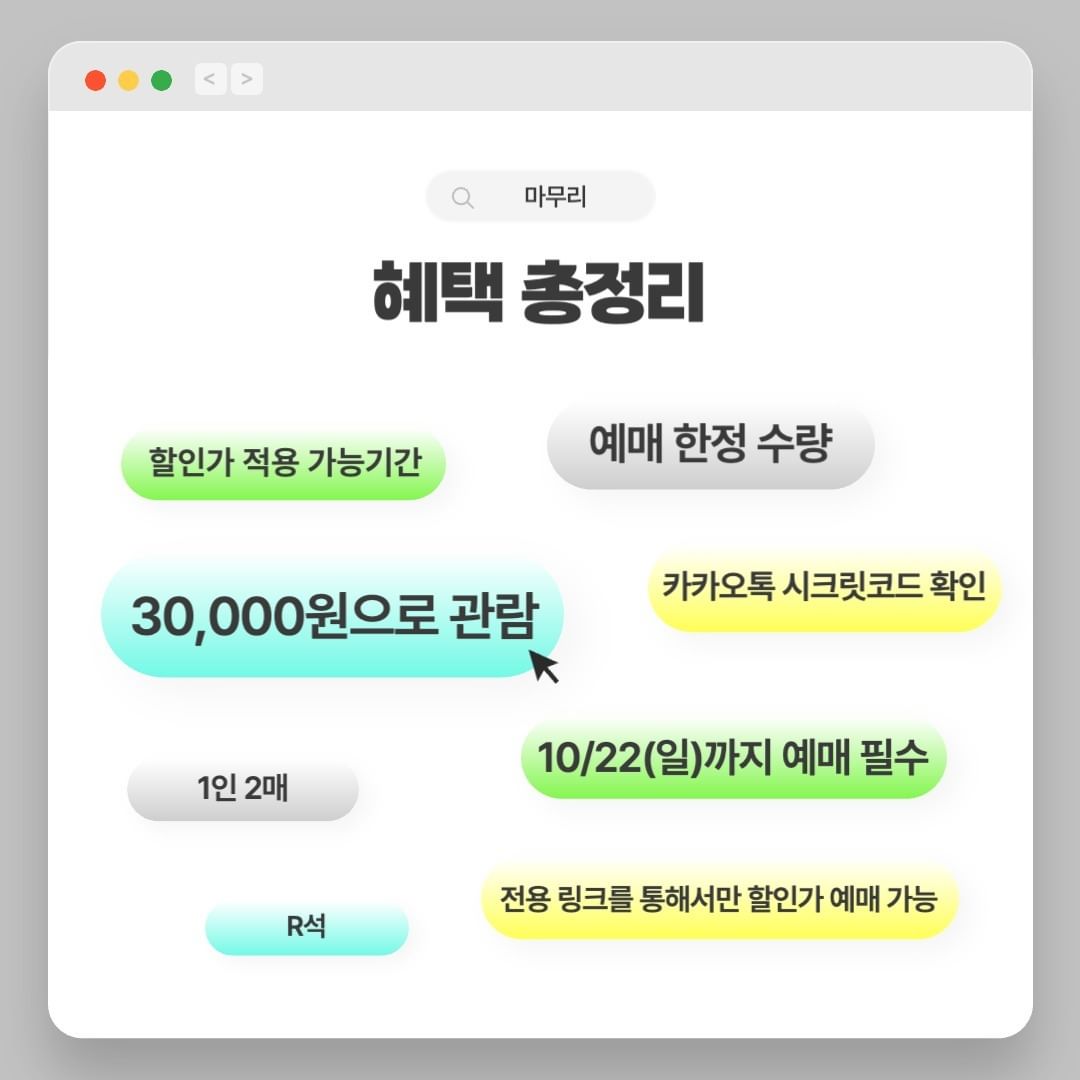 < >
마무리
혜택 총정리
할인가 적용 가능기간
예매 한정 수량
30,000원으로 관람
카카오톡 시크릿코드 확인
10/22(일)까지 예매 필수
1인 2매
전용 링크를 통해서만 할인가 예매 가능
R석